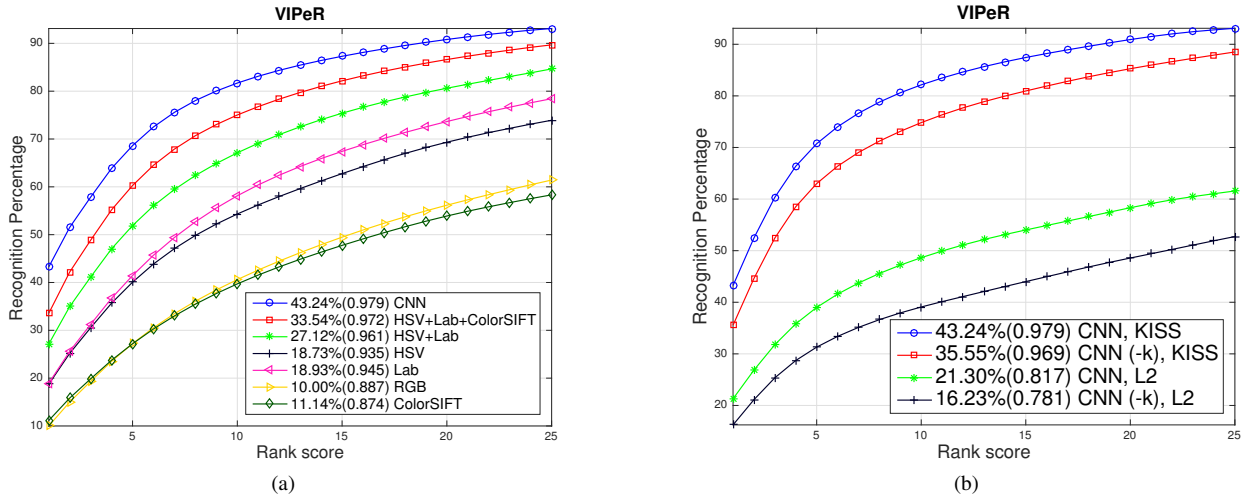 VIPeR
Recognition Percentage
90
80
70
60
50
40
30
20
10
5
10
15
20
25
Rank score
43.24%(0.979) CNN
33.54%(0.972) HSV+Lab+ColorSIFT
27.12%(0.961) HSV+Lab
18.73%(0.935) HSV
18.93%(0.945) Lab
10.00%(0.887) RGB
11.14%(0.874) ColorSIFT
(a)
VIPeR
Recognition Percentage
90
80
70
60
50
40
30
20
5
10
15
20
25
Rank score
43.24%(0.979) CNN, KISS
35.55%(0.969) CNN (-k), KISS
21.30%(0.817) CNN, L2
16.23%(0.781) CNN (-k), L2
(b)